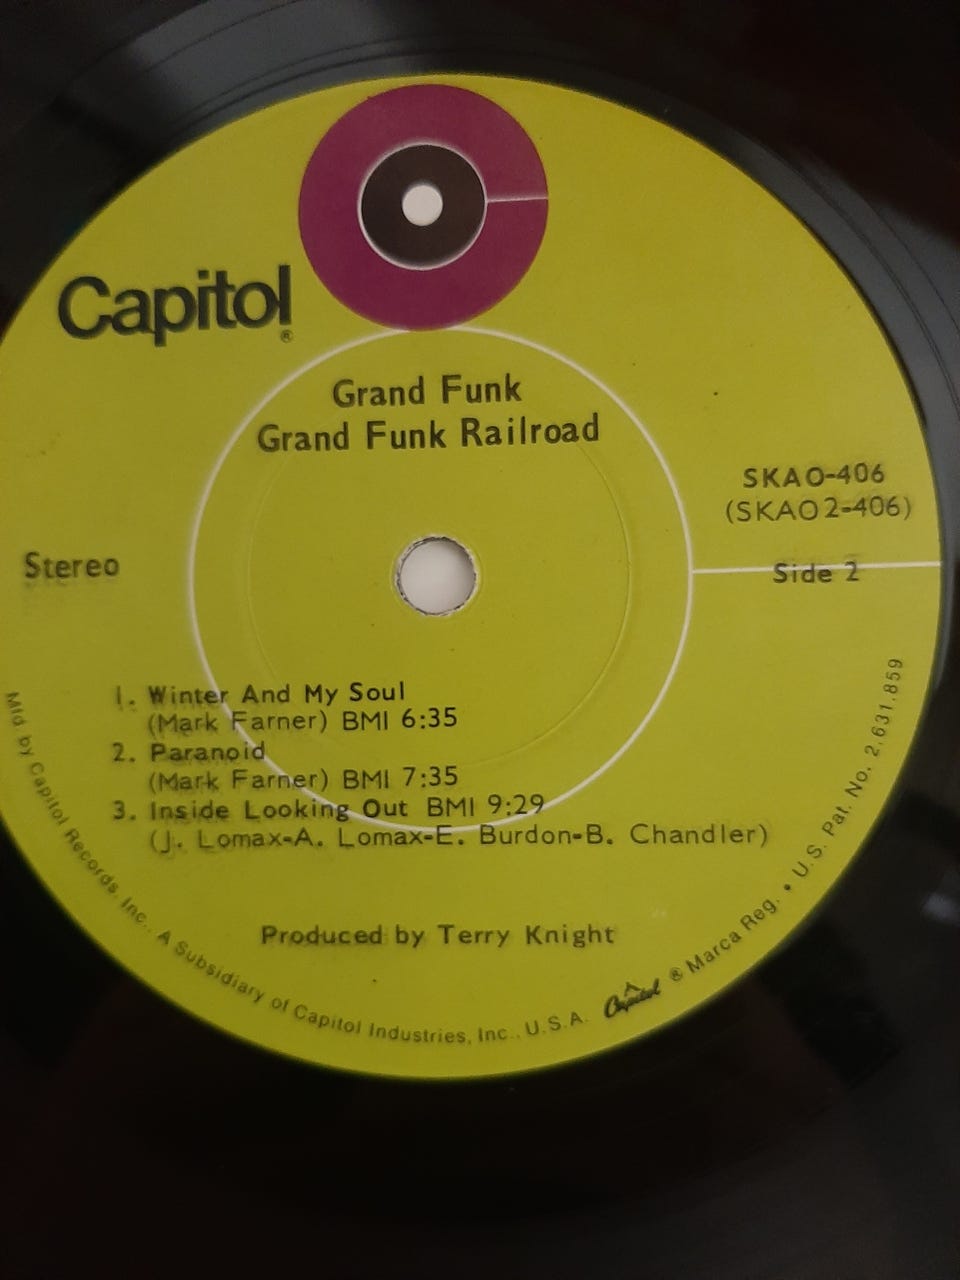 Capitol®
Grand Funk
Grand Funk Railroad
SKAO-406
(SKAO2-406)
Stereo
Side 2
1. Winter And My Soul
(Mark Farner) BMI 6:35
2. Paranoid
(Mark Farner) BMI 7:35
3. Inside Looking Out BMI 9:29
(J. Lomax-A. Lomax-E. Burdon-B. Chandler)
Produced by Terry Knight
Mfd. by Capitol Records, Inc., A Subsidiary of Capitol Industries, Inc., U.S.A. Capitol ® Marca Reg. • U.S. Pat. No. 2,631,859